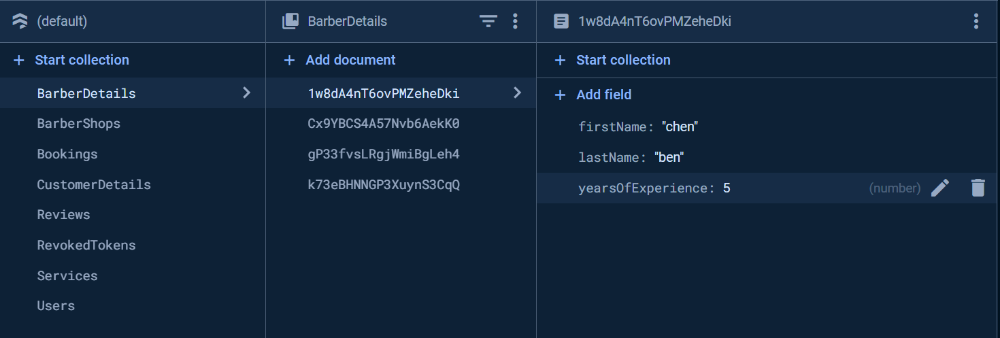 (default)
Start collection
BarberDetails
BarberShops
Bookings
CustomerDetails
Reviews
RevokedTokens
Services
Users
BarberDetails
Add document
1w8dA4nT6ovPMZeheDki
Cx9YBCS4A57Nvb6AekK0
gP33fvsLRgjWmiBgLeh4
k73eBHNNGP3XuynS3CqQ
1w8dA4nT6ovPMZeheDki
Start collection
Add field
firstName: "chen"
lastName: "ben"
yearsOfExperience: 5 (number)